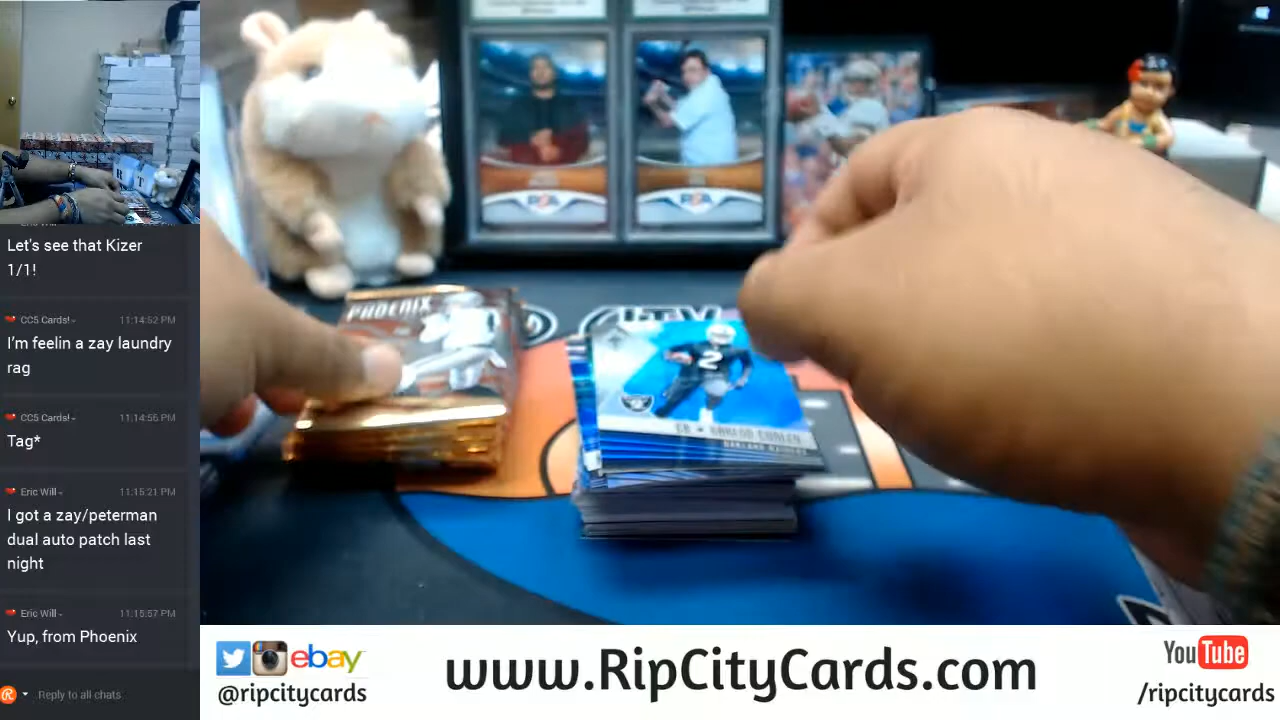 Let's see that Kizer
1/1!
CC5 Cards!
11:14:52 PM
I'm feelin a zay laundry
rag
CC5 Cards!
11:14:56 PM
Tag*
Eric Will
11:15:21 PM
I got a zay/peterman
dual auto patch last
night
Eric Will
11:15:57 PM
Yup, from Phoenix
Reply to all chats
PHOENIX
2
CB
OAKLAND RAIDERS
ebay
@ripcitycards
www.RipCityCards.com
YouTube
/ripcitycards